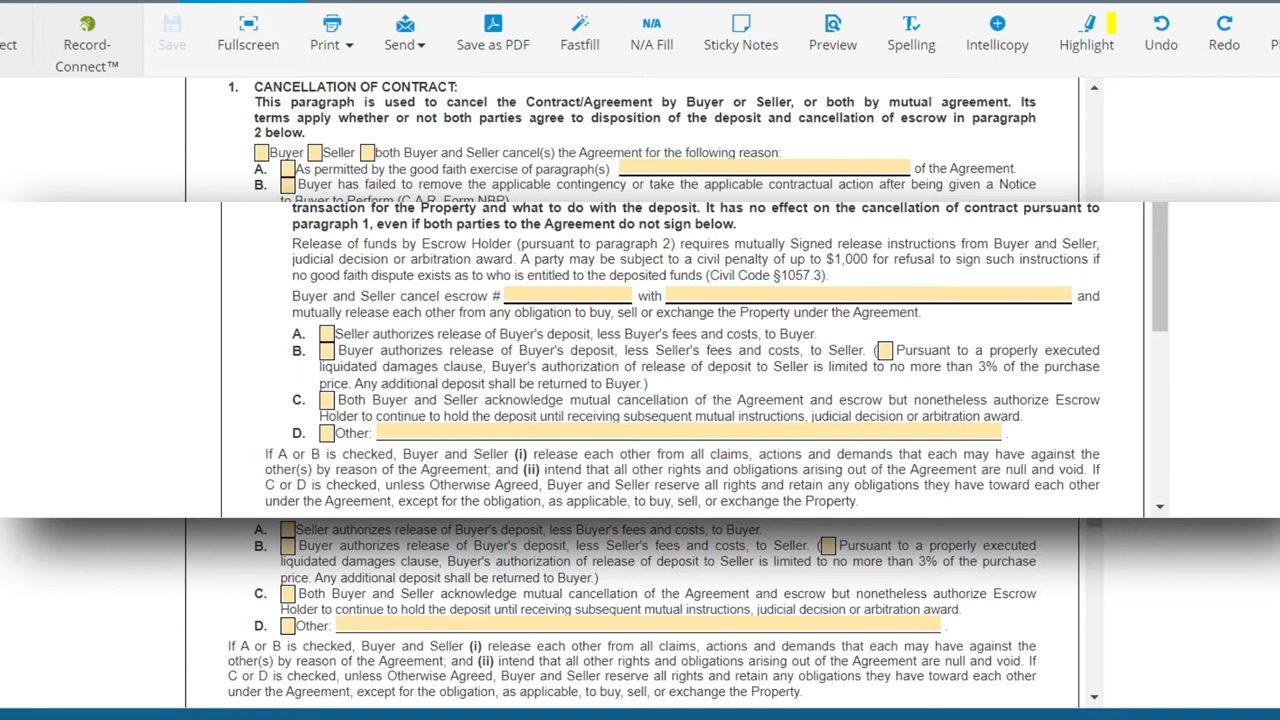 ect
Record-
Connect™
Save
Fullscreen
Print
Send
Save as PDF
N/A
Fastfill
N/A Fill
Sticky Notes
Preview
Spelling
Intellicopy
Highlight
Undo
Redo
1. CANCELLATION OF CONTRACT:
This paragraph is used to cancel the Contract/Agreement by Buyer or Seller, or both by mutual agreement. Its
terms apply whether or not both parties agree to disposition of the deposit and cancellation of escrow in paragraph
2 below.
Buyer Seller both Buyer and Seller cancel(s) the Agreement for the following reason:
A. As permitted by the good faith exercise of paragraph(s) of the Agreement.
B. Buyer has failed to remove the applicable contingency or take the applicable contractual action after being given a Notice
to Buyer to Perform (C.A.R. Form NBP).
transaction for the Property and what to do with the deposit. It has no effect on the cancellation of contract pursuant to
paragraph 1, even if both parties to the Agreement do not sign below.
Release of funds by Escrow Holder (pursuant to paragraph 2) requires mutually Signed release instructions from Buyer and Seller,
judicial decision or arbitration award. A party may be subject to a civil penalty of up to $1,000 for refusal to sign such instructions if
no good faith dispute exists as to who is entitled to the deposited funds (Civil Code §1057.3).
Buyer and Seller cancel escrow # with and
mutually release each other from any obligation to buy, sell or exchange the Property under the Agreement.
A. Seller authorizes release of Buyer's deposit, less Buyer's fees and costs, to Buyer.
B. Buyer authorizes release of Buyer's deposit, less Seller's fees and costs, to Seller. ( Pursuant to a properly executed
liquidated damages clause, Buyer's authorization of release of deposit to Seller is limited to no more than 3% of the purchase
price. Any additional deposit shall be returned to Buyer.)
C. Both Buyer and Seller acknowledge mutual cancellation of the Agreement and escrow but nonetheless authorize Escrow
Holder to continue to hold the deposit until receiving subsequent mutual instructions, judicial decision or arbitration award.
D. Other: .
If A or B is checked, Buyer and Seller (i) release each other from all claims, actions and demands that each may have against the
other(s) by reason of the Agreement; and (ii) intend that all other rights and obligations arising out of the Agreement are null and void. If
C or D is checked, unless Otherwise Agreed, Buyer and Seller reserve all rights and retain any obligations they have toward each other
under the Agreement, except for the obligation, as applicable, to buy, sell, or exchange the Property.
A. Seller authorizes release of Buyer's deposit, less Buyer's fees and costs, to Buyer.
B. Buyer authorizes release of Buyer's deposit, less Seller's fees and costs, to Seller. ( Pursuant to a properly executed
liquidated damages clause, Buyer's authorization of release of deposit to Seller is limited to no more than 3% of the purchase
price. Any additional deposit shall be returned to Buyer.)
C. Both Buyer and Seller acknowledge mutual cancellation of the Agreement and escrow but nonetheless authorize Escrow
Holder to continue to hold the deposit until receiving subsequent mutual instructions, judicial decision or arbitration award.
D. Other: .
If A or B is checked, Buyer and Seller (i) release each other from all claims, actions and demands that each may have against the
other(s) by reason of the Agreement; and (ii) intend that all other rights and obligations arising out of the Agreement are null and void. If
C or D is checked, unless Otherwise Agreed, Buyer and Seller reserve all rights and retain any obligations they have toward each other
under the Agreement, except for the obligation, as applicable, to buy, sell, or exchange the Property.